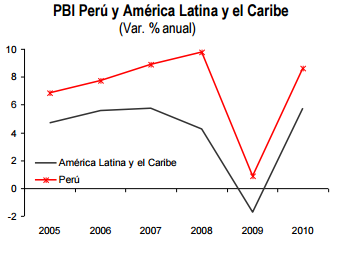 PBI Perú y América Latina y el Caribe
(Var. % anual)
10
8
6
4
2
0
-2
América Latina y el Caribe
Perú
2005 2006 2007 2008 2009 2010